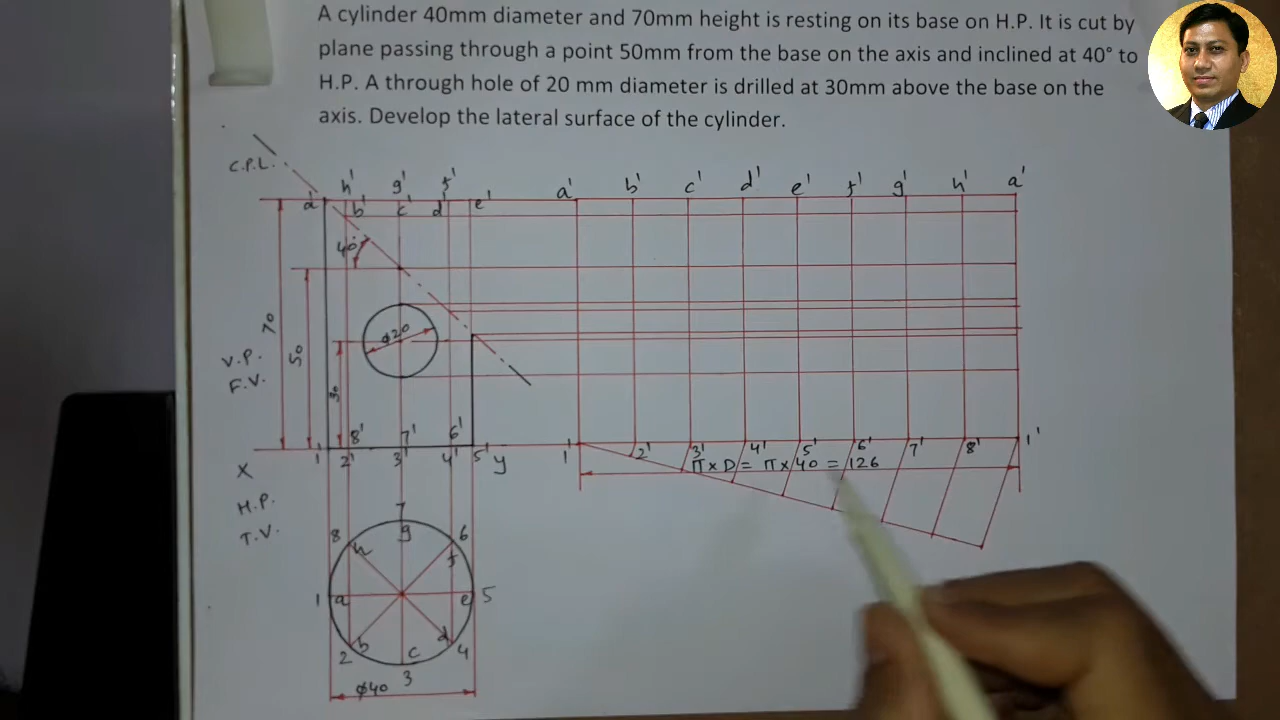 A cylinder 40mm diameter and 70mm height is resting on its base on H.P. It is cut by
plane passing through a point 50mm from the base on the axis and inclined at 40° to
H.P. A through hole of 20 mm diameter is drilled at 30mm above the base on the
axis. Develop the lateral surface of the cylinder.
C.P.L.
h' g' f'
a' b' c' d' e'
a' b' c' d' e' f' g' h' a'
40°
70
50
30
φ20
V.P.
F.V.
8' 7' 6'
1' 2' 3' 4' 5'
X y
1' 2' 3' 4' 5' 6' 7' 8' 1'
π×D = π×40 = 126
H.P.
T.V.
7
8 g 6
h f
1 a e 5
b d
2 c 4
3
φ40